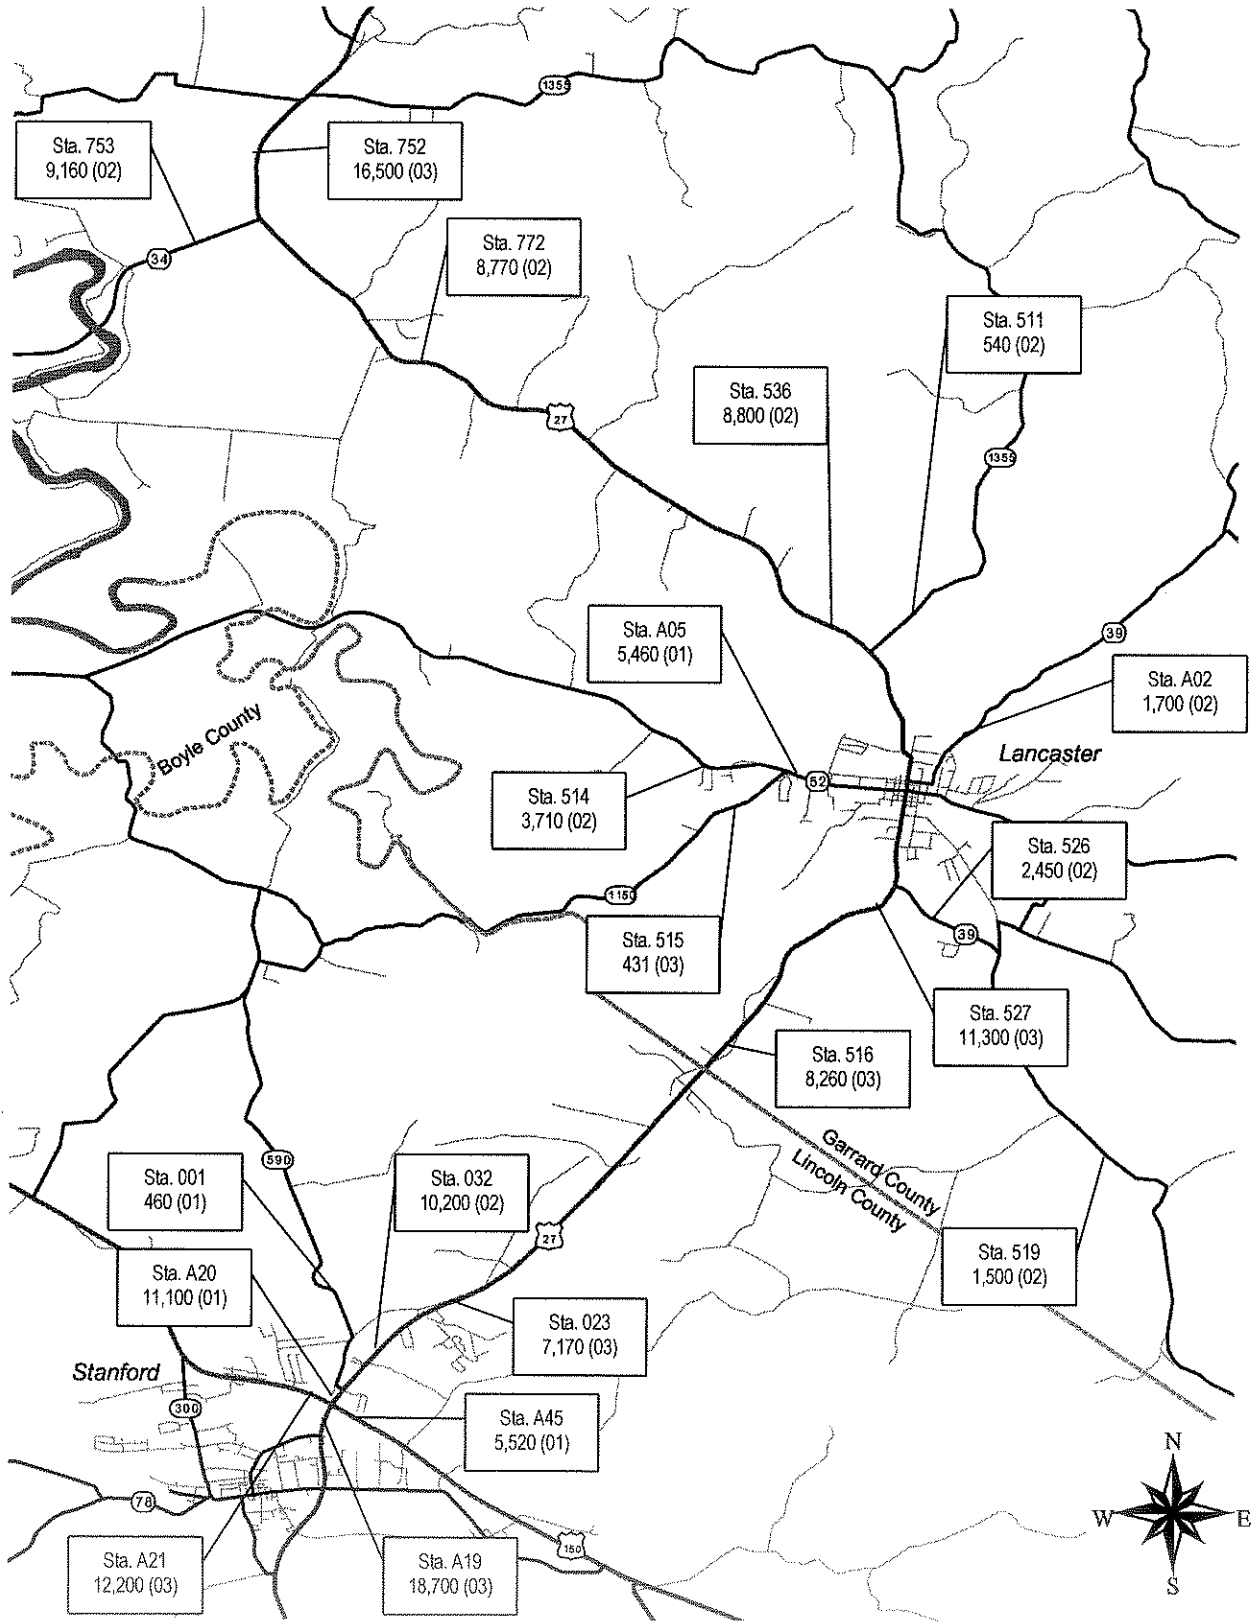 1355
Sta. 753
9,160 (02)
Sta. 752
16,500 (03)
34
Sta. 772
8,770 (02)
Sta. 511
540 (02)
Sta. 536
8,800 (02)
27
1355
Sta. A05
5,460 (01)
39
Sta. A02
1,700 (02)
Boyle County
Lancaster
Sta. 514
3,710 (02)
52
Sta. 526
2,450 (02)
1150
Sta. 515
431 (03)
39
Sta. 527
11,300 (03)
Sta. 516
8,260 (03)
Garrard County
Lincoln County
590
Sta. 001
460 (01)
Sta. 032
10,200 (02)
27
Sta. A20
11,100 (01)
Sta. 519
1,500 (02)
Sta. 023
7,170 (03)
Stanford
300
Sta. A45
5,520 (01)
N
W
E
S
78
150
Sta. A21
12,200 (03)
Sta. A19
18,700 (03)